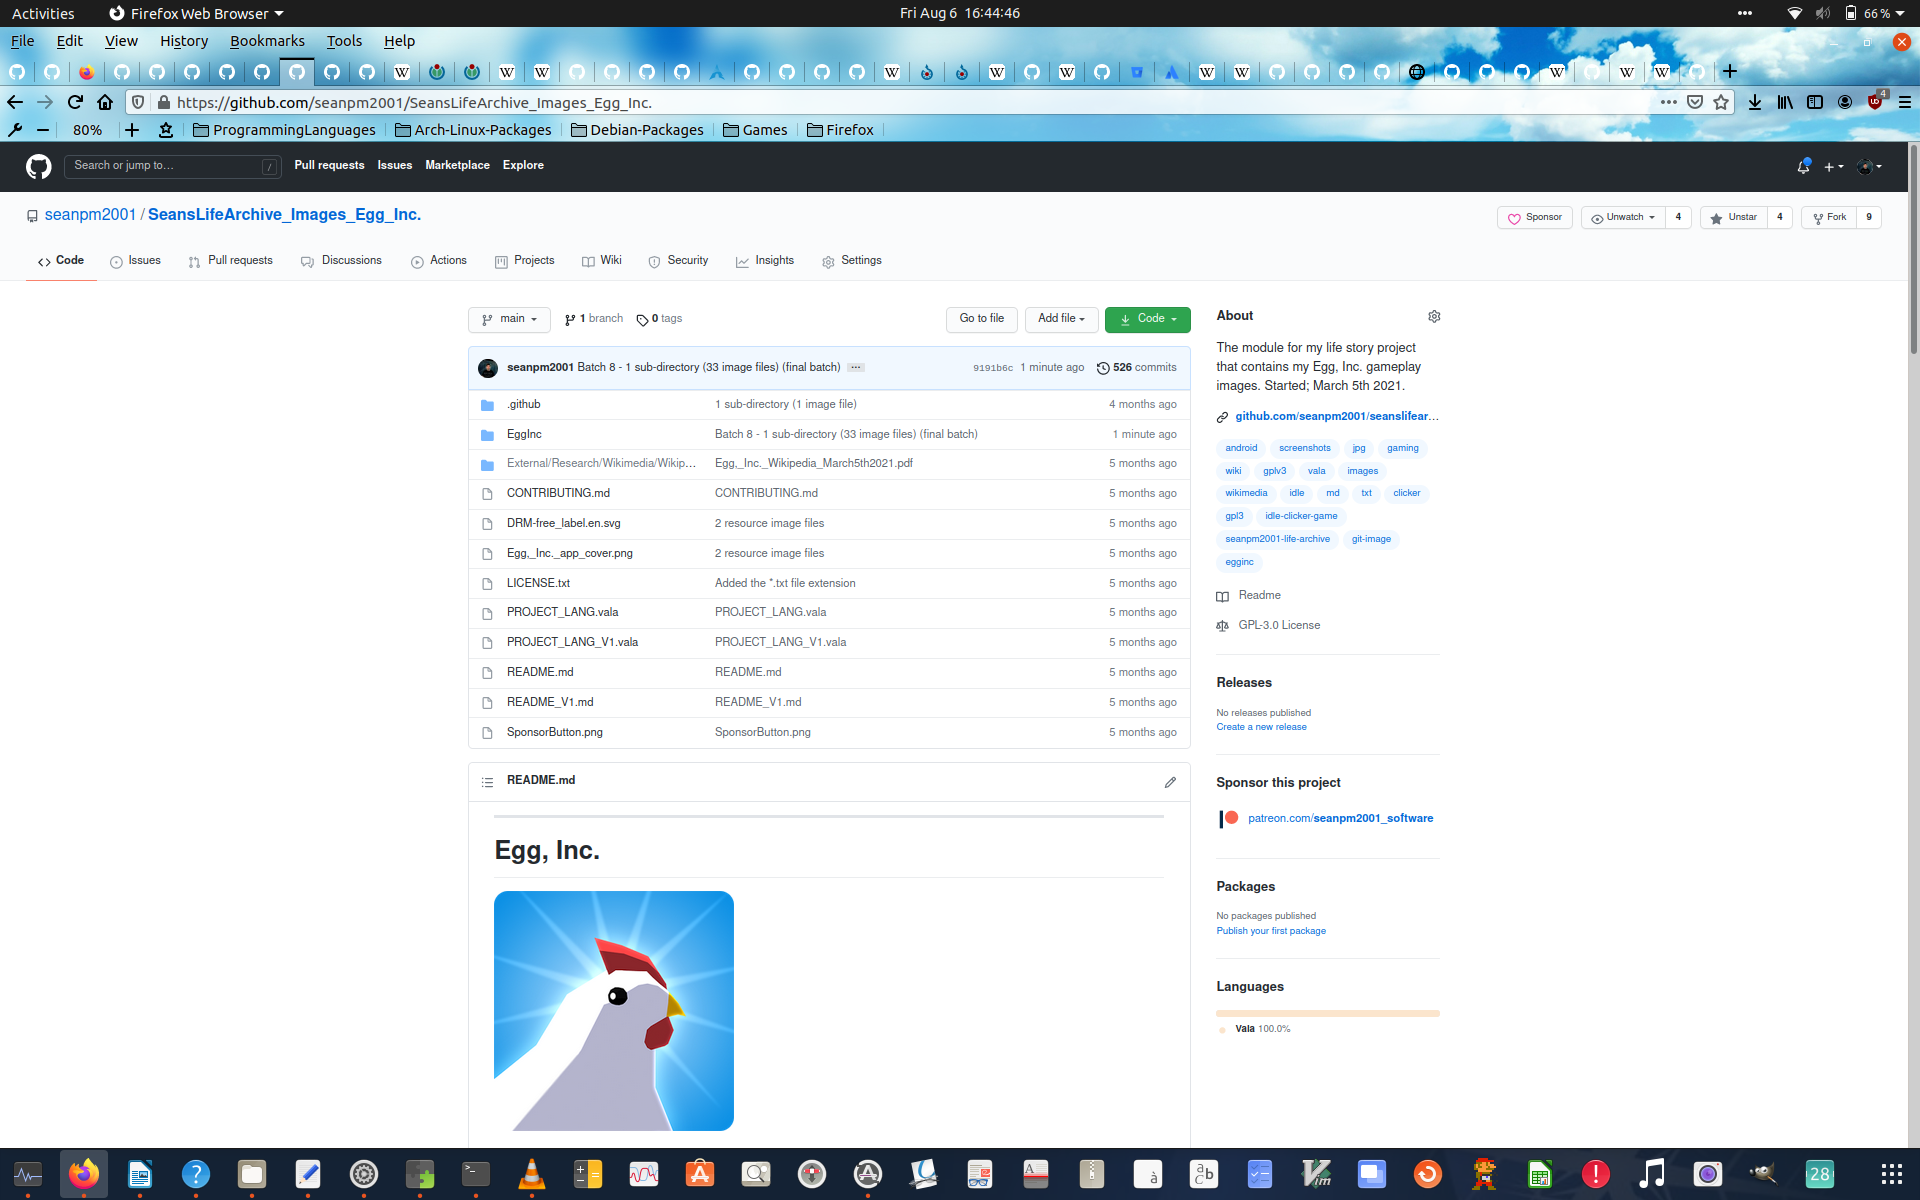 Activities Firefox Web Browser Fri Aug 6 16:44:46 66 %
File Edit View History Bookmarks Tools Help
https://github.com/seanpm2001/SeansLifeArchive_Images_Egg_Inc. 4
80% ProgrammingLanguages Arch-Linux-Packages Debian-Packages Games Firefox
Search or jump to… / Pull requests Issues Marketplace Explore
seanpm2001 / SeansLifeArchive_Images_Egg_Inc. Sponsor Unwatch 4 Unstar 4 Fork 9
Code Issues Pull requests Discussions Actions Projects Wiki Security Insights Settings
main 1 branch 0 tags Go to file Add file Code
seanpm2001 Batch 8 - 1 sub-directory (33 image files) (final batch) ... 9191b6c 1 minute ago 526 commits
.github 1 sub-directory (1 image file) 4 months ago
EggInc Batch 8 - 1 sub-directory (33 image files) (final batch) 1 minute ago
External/Research/Wikimedia/Wikip… Egg,_Inc._Wikipedia_March5th2021.pdf 5 months ago
CONTRIBUTING.md CONTRIBUTING.md 5 months ago
DRM-free_label.en.svg 2 resource image files 5 months ago
Egg,_Inc._app_cover.png 2 resource image files 5 months ago
LICENSE.txt Added the *.txt file extension 5 months ago
PROJECT_LANG.vala PROJECT_LANG.vala 5 months ago
PROJECT_LANG_V1.vala PROJECT_LANG_V1.vala 5 months ago
README.md README.md 5 months ago
README_V1.md README_V1.md 5 months ago
SponsorButton.png SponsorButton.png 5 months ago
README.md
Egg, Inc.
About
The module for my life story project
that contains my Egg, Inc. gameplay
images. Started; March 5th 2021.
github.com/seanpm2001/seanslifear…
android screenshots jpg gaming
wiki gplv3 vala images
wikimedia idle md txt clicker
gpl3 idle-clicker-game
seanpm2001-life-archive git-image
egginc
Readme
GPL-3.0 License
Releases
No releases published
Create a new release
Sponsor this project
patreon.com/seanpm2001_software
Packages
No packages published
Publish your first package
Languages
Vala 100.0%
28